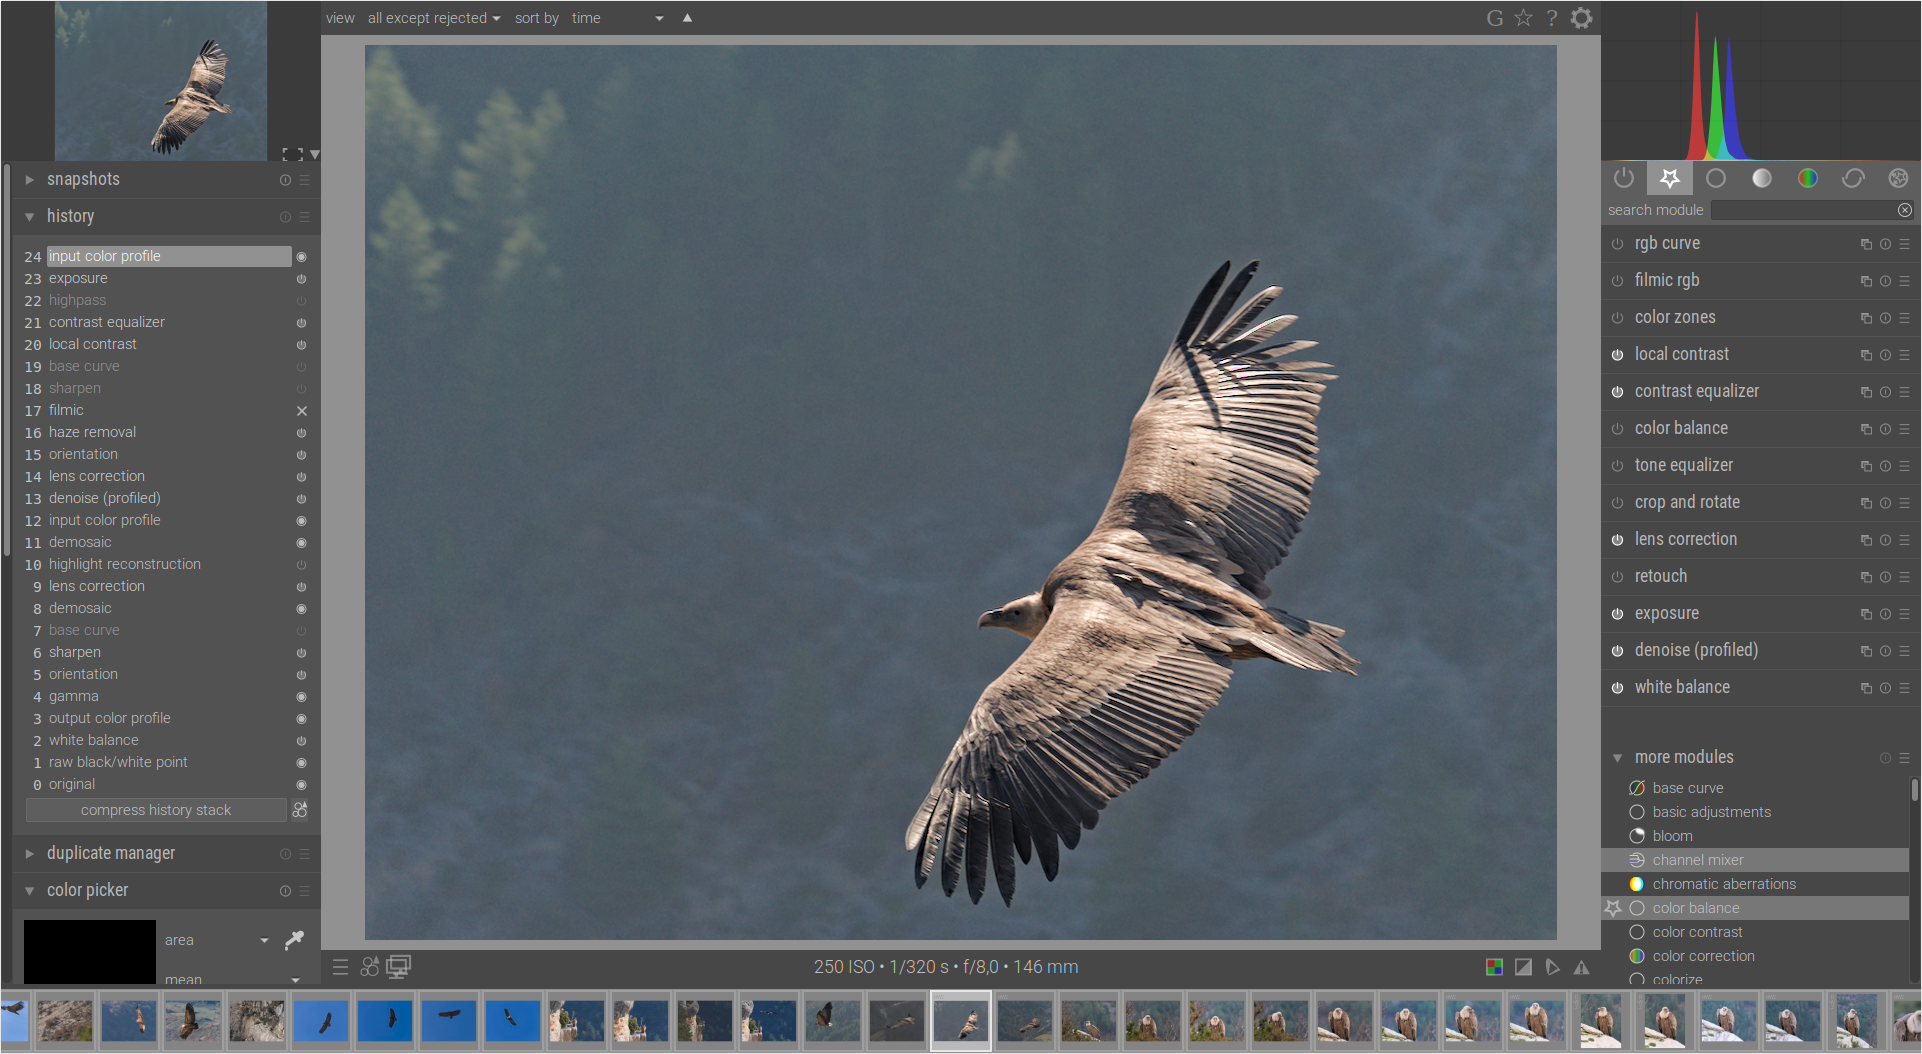 view all except rejected sort by time G ?
snapshots
history
24 input color profile
23 exposure
22 highpass
21 contrast equalizer
20 local contrast
19 base curve
18 sharpen
17 filmic
16 haze removal
15 orientation
14 lens correction
13 denoise (profiled)
12 input color profile
11 demosaic
10 highlight reconstruction
9 lens correction
8 demosaic
7 base curve
6 sharpen
5 orientation
4 gamma
3 output color profile
2 white balance
1 raw black/white point
0 original
compress history stack
duplicate manager
color picker
area
mean
250 ISO • 1/320 s • f/8,0 • 146 mm
search module
rgb curve
filmic rgb
color zones
local contrast
contrast equalizer
color balance
tone equalizer
crop and rotate
lens correction
retouch
exposure
denoise (profiled)
white balance
more modules
base curve
basic adjustments
bloom
channel mixer
chromatic aberrations
color balance
color contrast
color correction
colorize